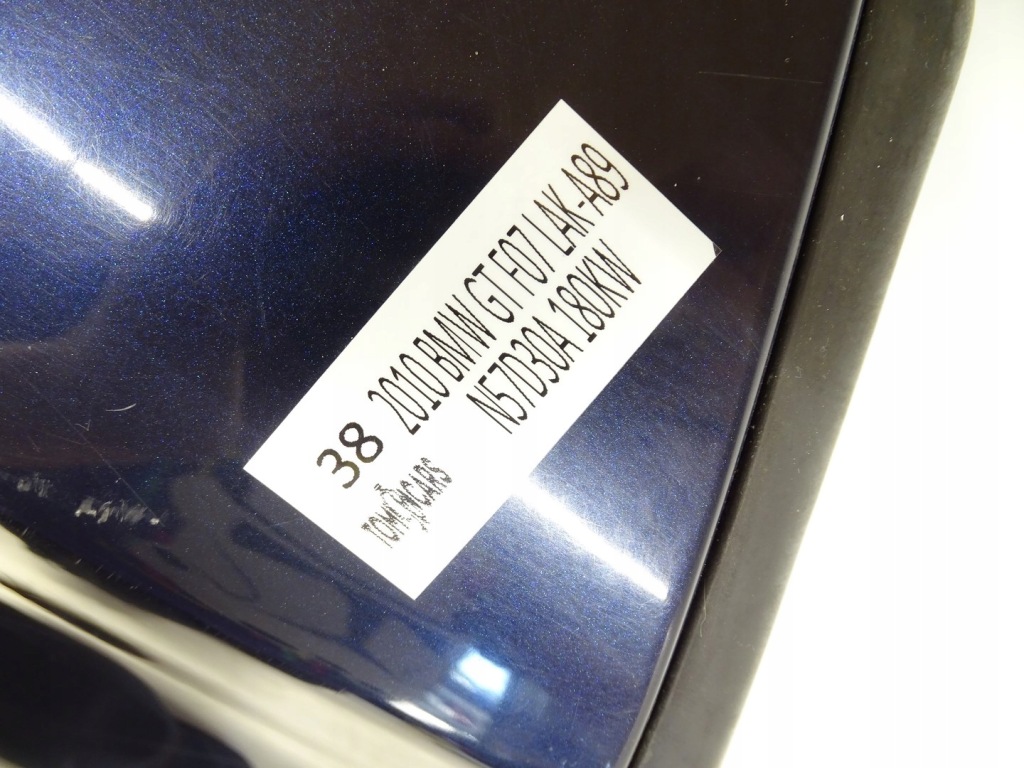 38 2010 BMW GT F07 LAK-A89
N57D30A 180KW